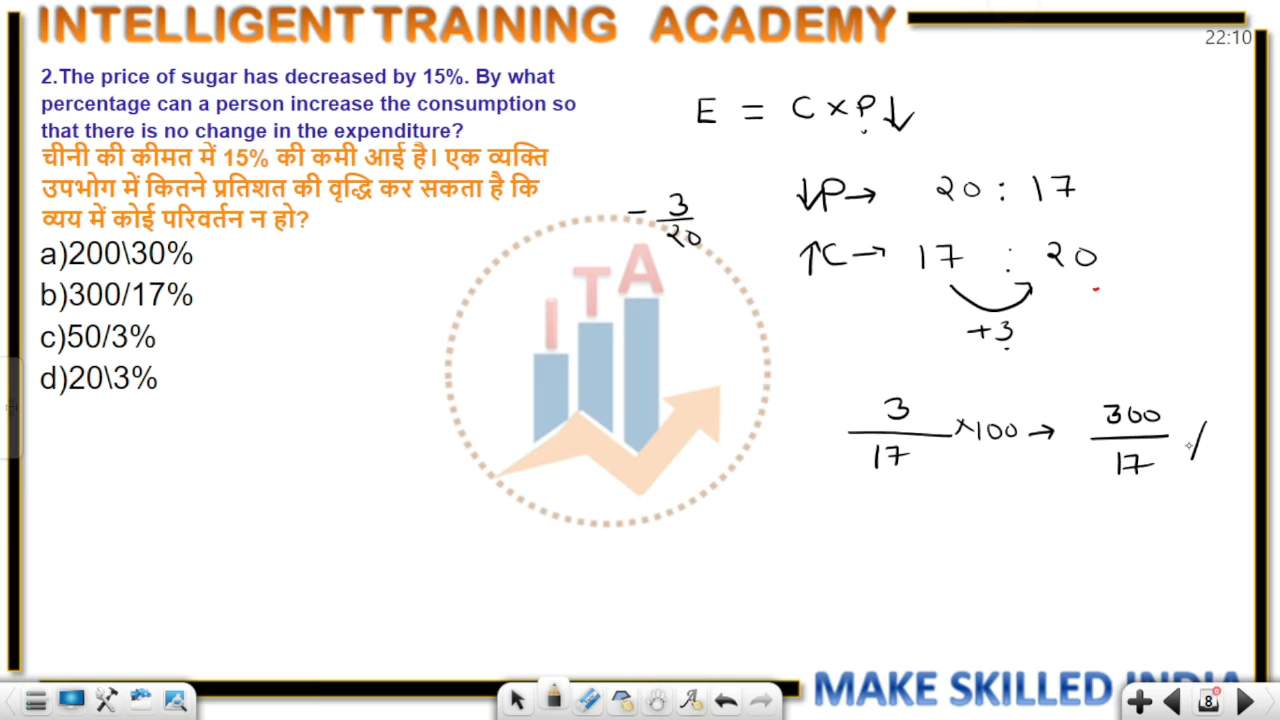 INTELLIGENT TRAINING ACADEMY
22:10
2.The price of sugar has decreased by 15%. By what
percentage can a person increase the consumption so
that there is no change in the expenditure?
चीनी की कीमत में 15% की कमी आई है। एक व्यक्ति
उपभोग में कितने प्रतिशत की वृद्धि कर सकता है कि
व्यय में कोई परिवर्तन न हो?
a)200\30%
b)300/17%
c)50/3%
d)20\3%
E = C × P ↓
↓P → 20 : 17
- 3/20
↑C → 17 : 20
+3
3/17 ×100 → 300/17
I T A
MAKE SKILLED INDIA
8